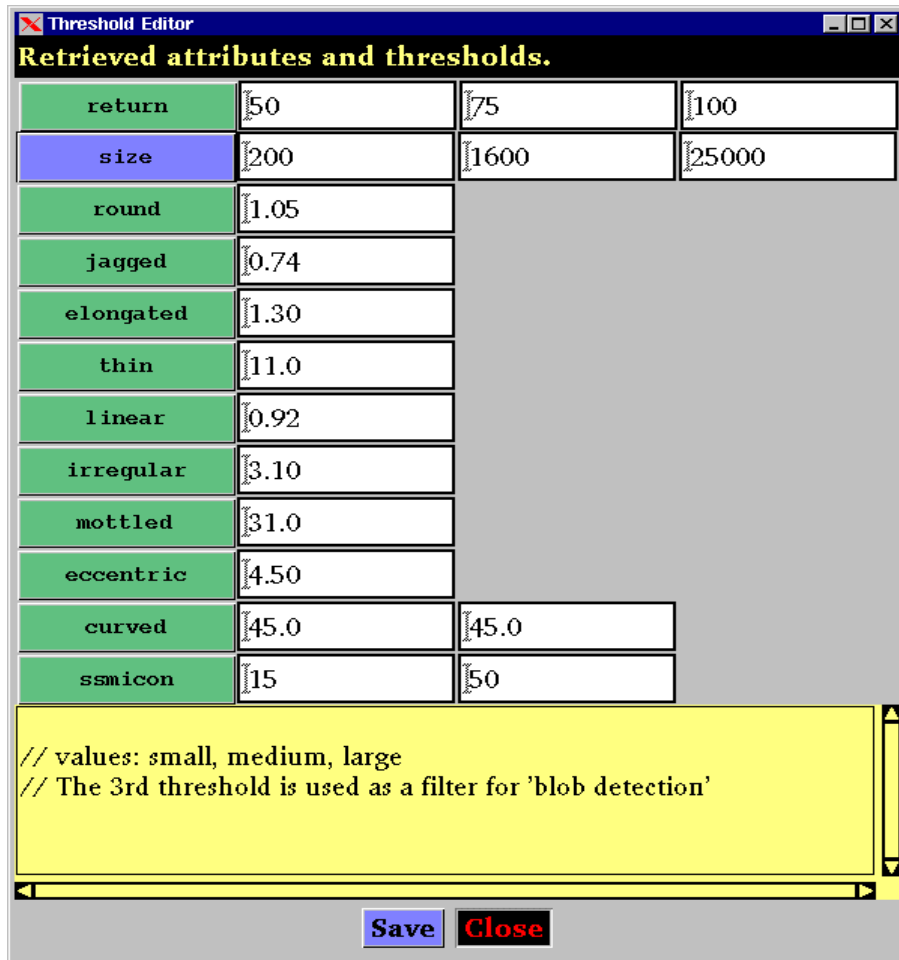 Threshold Editor
Retrieved attributes and thresholds.
return 50 75 100
size 200 1600 25000
round 1.05
jagged 0.74
elongated 1.30
thin 11.0
linear 0.92
irregular 3.10
mottled 31.0
eccentric 4.50
curved 45.0 45.0
ssmicon 15 50
// values: small, medium, large
// The 3rd threshold is used as a filter for 'blob detection'
Save Close